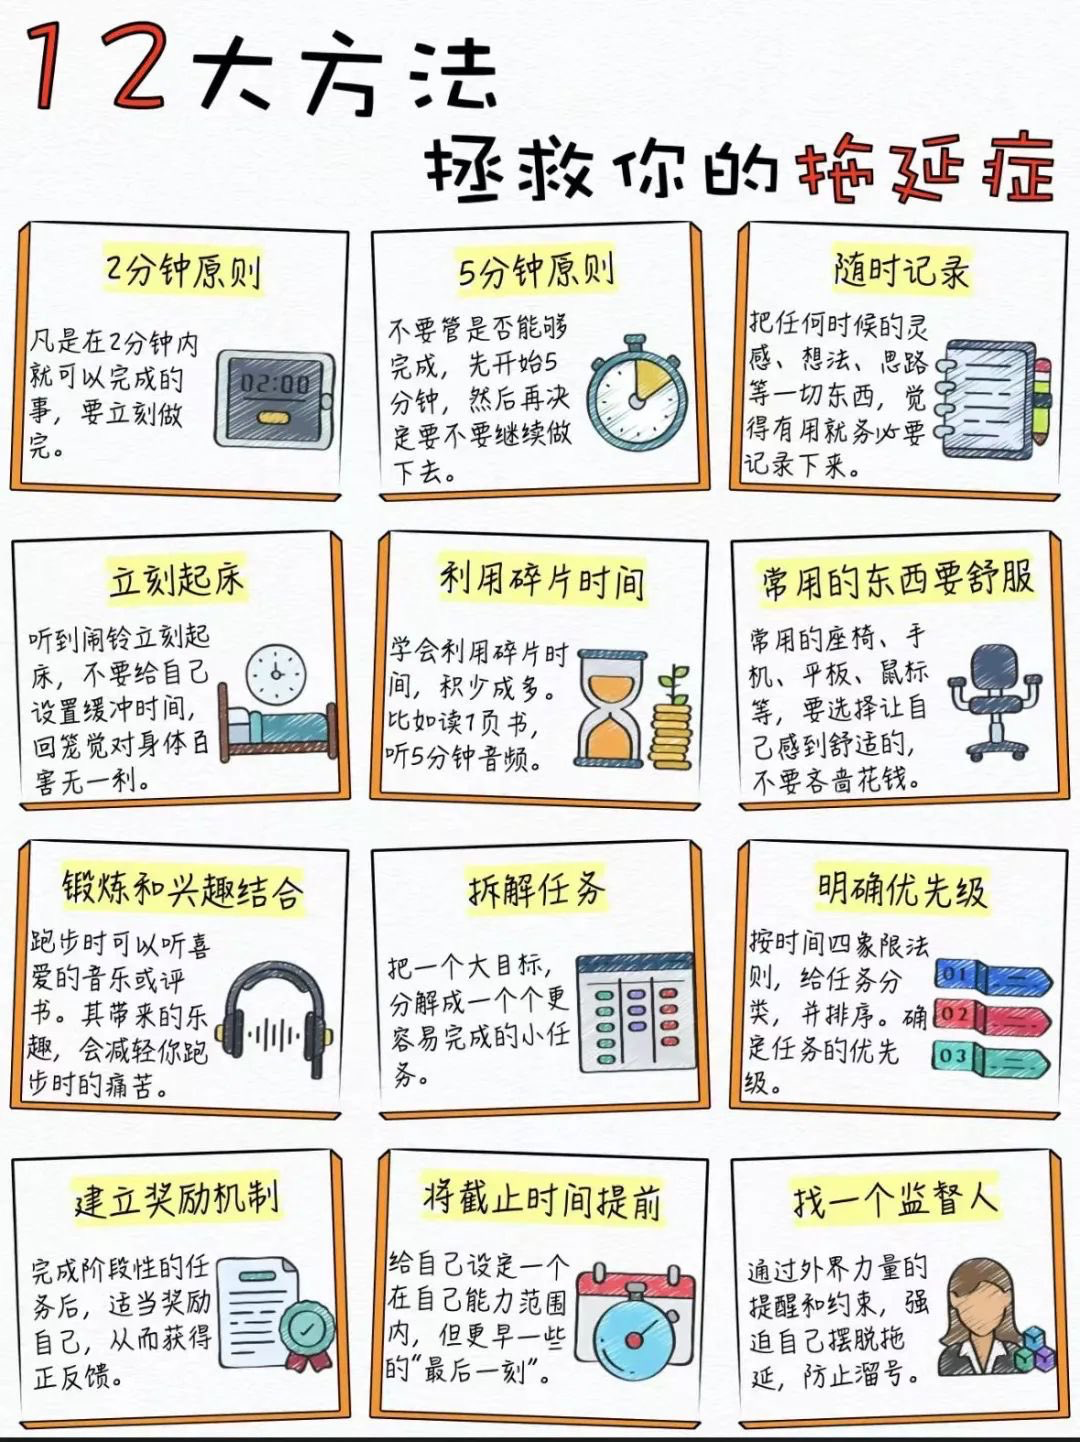 12大方法
拯救你的拖延症
2分钟原则
凡是在2分钟内
就可以完成的
事，要立刻做
完。
02:00
5分钟原则
不要管是否能够
完成，先开始5
分钟，然后再决
定要不要继续做
下去。
随时记录
把任何时候的灵
感、想法、思路
等一切东西，觉
得有用就务必要
记录下来。
立刻起床
听到闹铃立刻起
床，不要给自己
设置缓冲时间，
回笼觉对身体百
害无一利。
利用碎片时间
学会利用碎片时
间，积少成多。
比如读1页书，
听5分钟音频。
常用的东西要舒服
常用的座椅、手
机、平板、鼠标
等，要选择让自
己感到舒适的，
不要吝啬花钱。
锻炼和兴趣结合
跑步时可以听喜
爱的音乐或评
书。其带来的乐
趣，会减轻你跑
步时的痛苦。
拆解任务
把一个大目标，
分解成一个个更
容易完成的小任
务。
明确优先级
按时间四象限法
则，给任务分
类，并排序。确
定任务的优先
级。
01
02
03
建立奖励机制
完成阶段性的任
务后，适当奖励
自己，从而获得
正反馈。
将截止时间提前
给自己设定一个
在自己能力范围
内，但更早一些
的“最后一刻”。
找一个监督人
通过外界力量的
提醒和约束，强
迫自己摆脱拖
延，防止溜号。